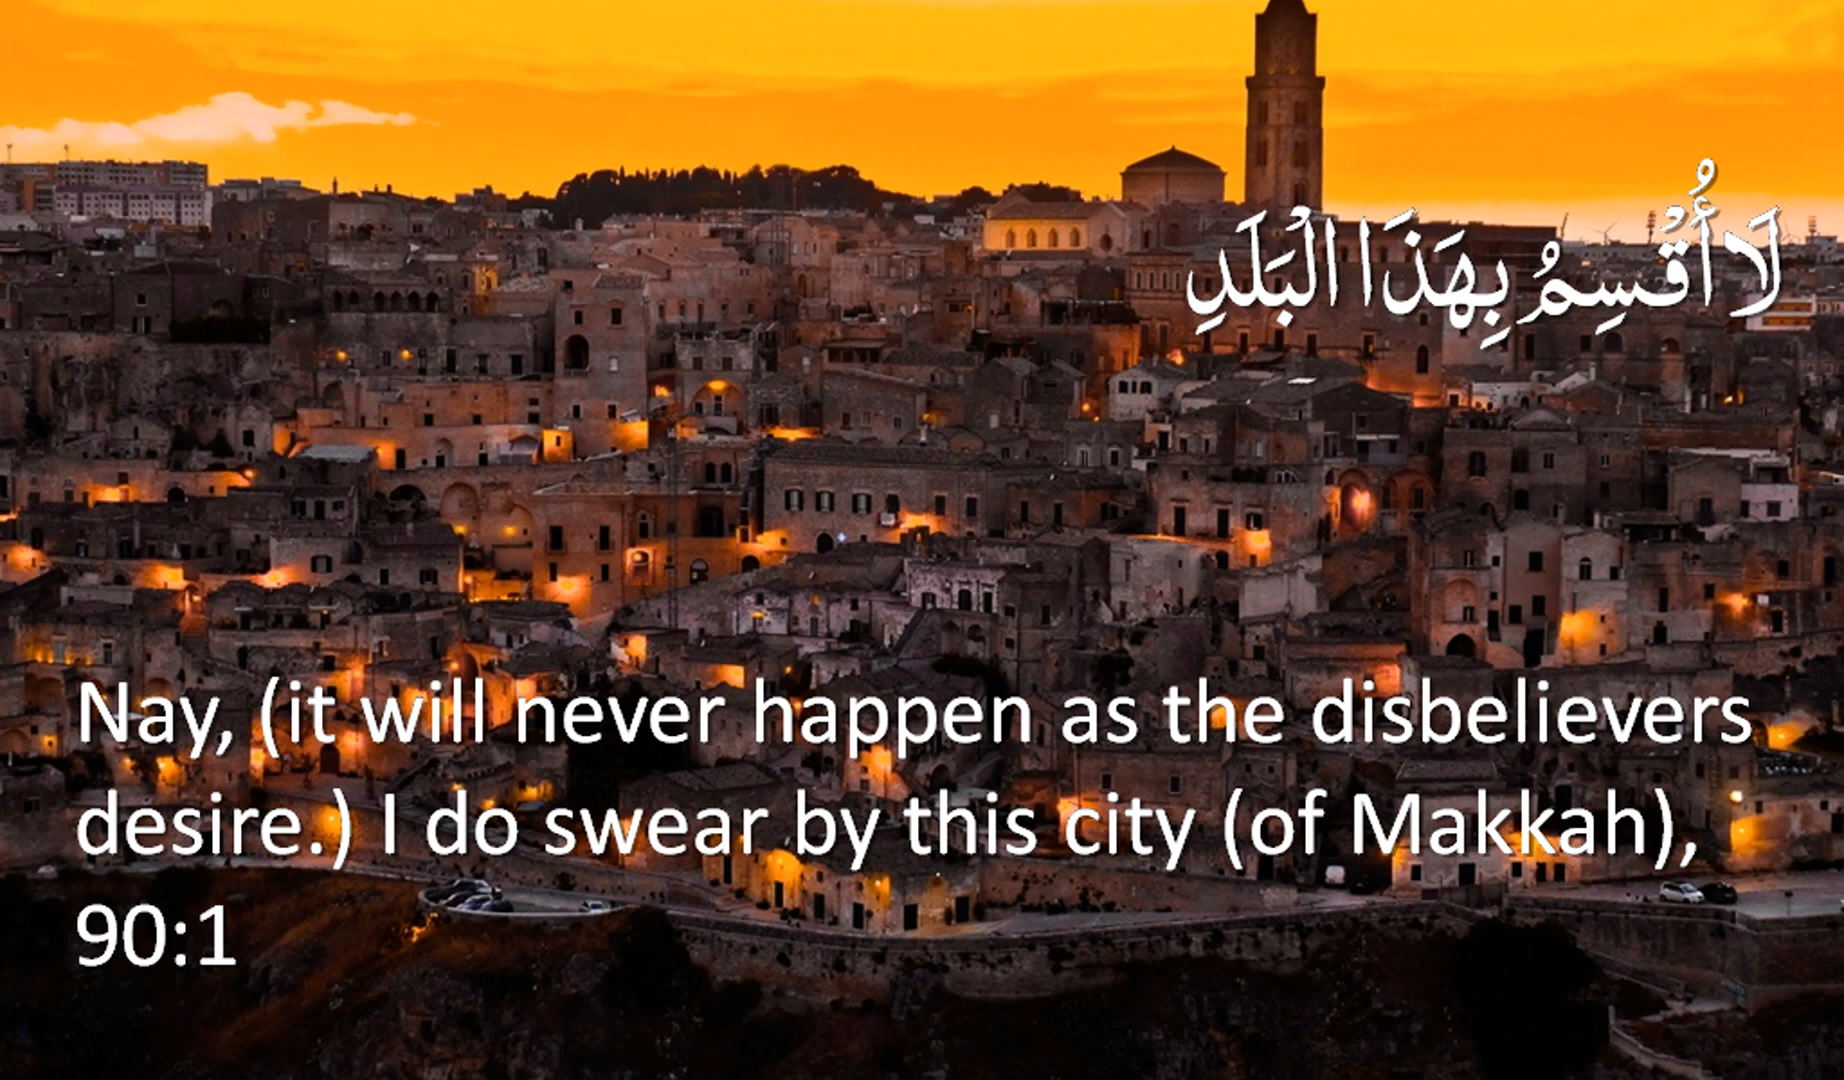 لَا أُقْسِمُ بِهَذَا الْبَلَدِ
Nay, (it will never happen as the disbelievers
desire.) I do swear by this city (of Makkah),
90:1